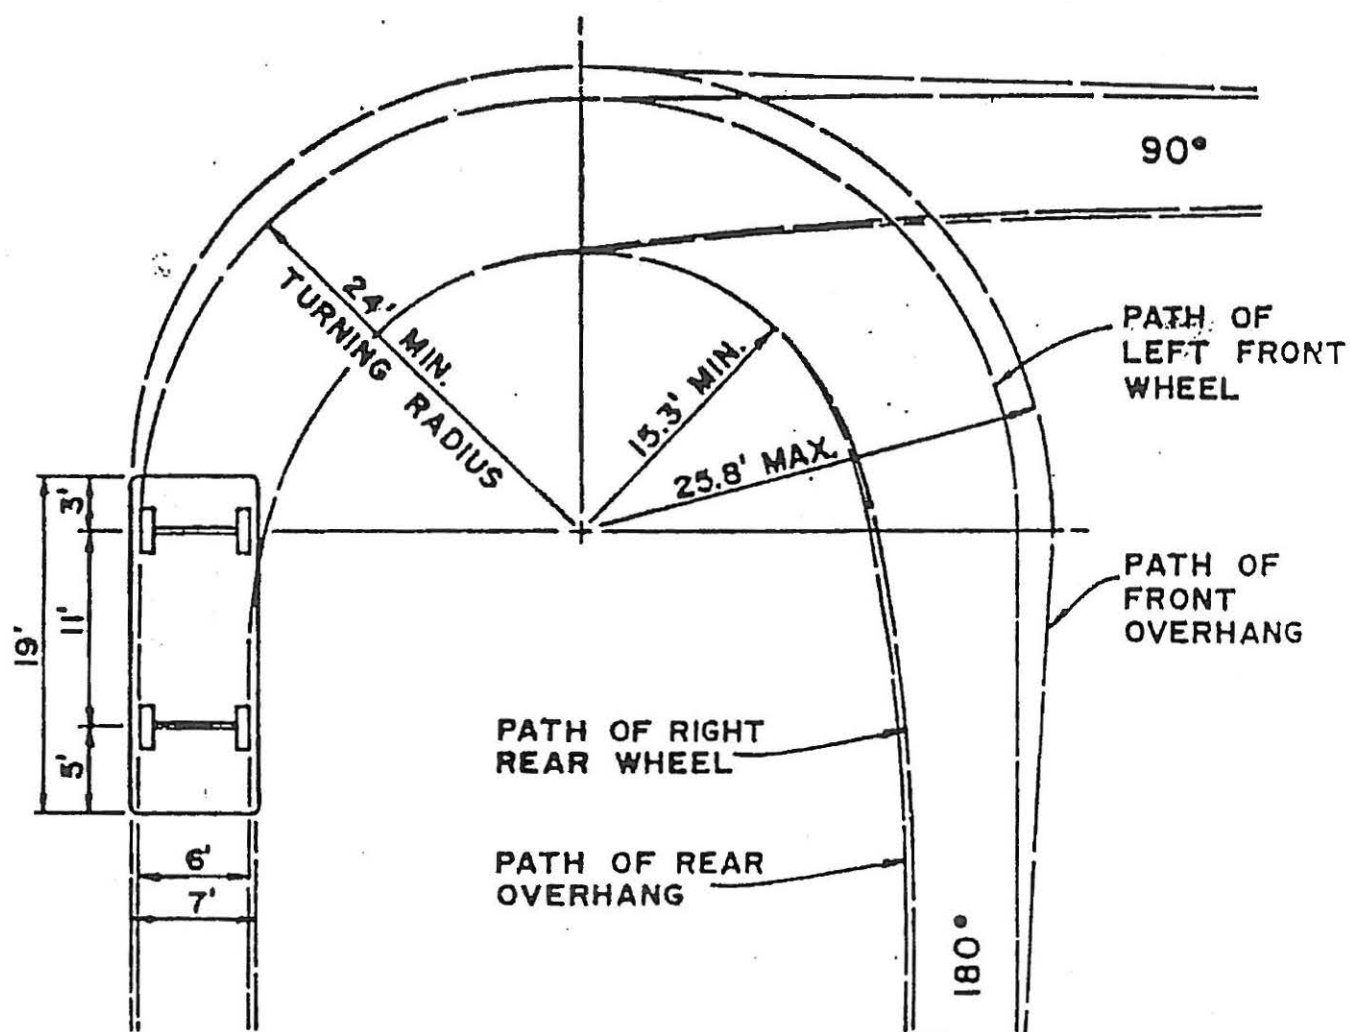 90°
24' MIN.
TURNING RADIUS
15.3' MIN.
25.8' MAX.
PATH OF
LEFT FRONT
WHEEL
PATH OF
FRONT
OVERHANG
3'
11'
19'
5'
6'
7'
PATH OF RIGHT
REAR WHEEL
PATH OF REAR
OVERHANG
180°